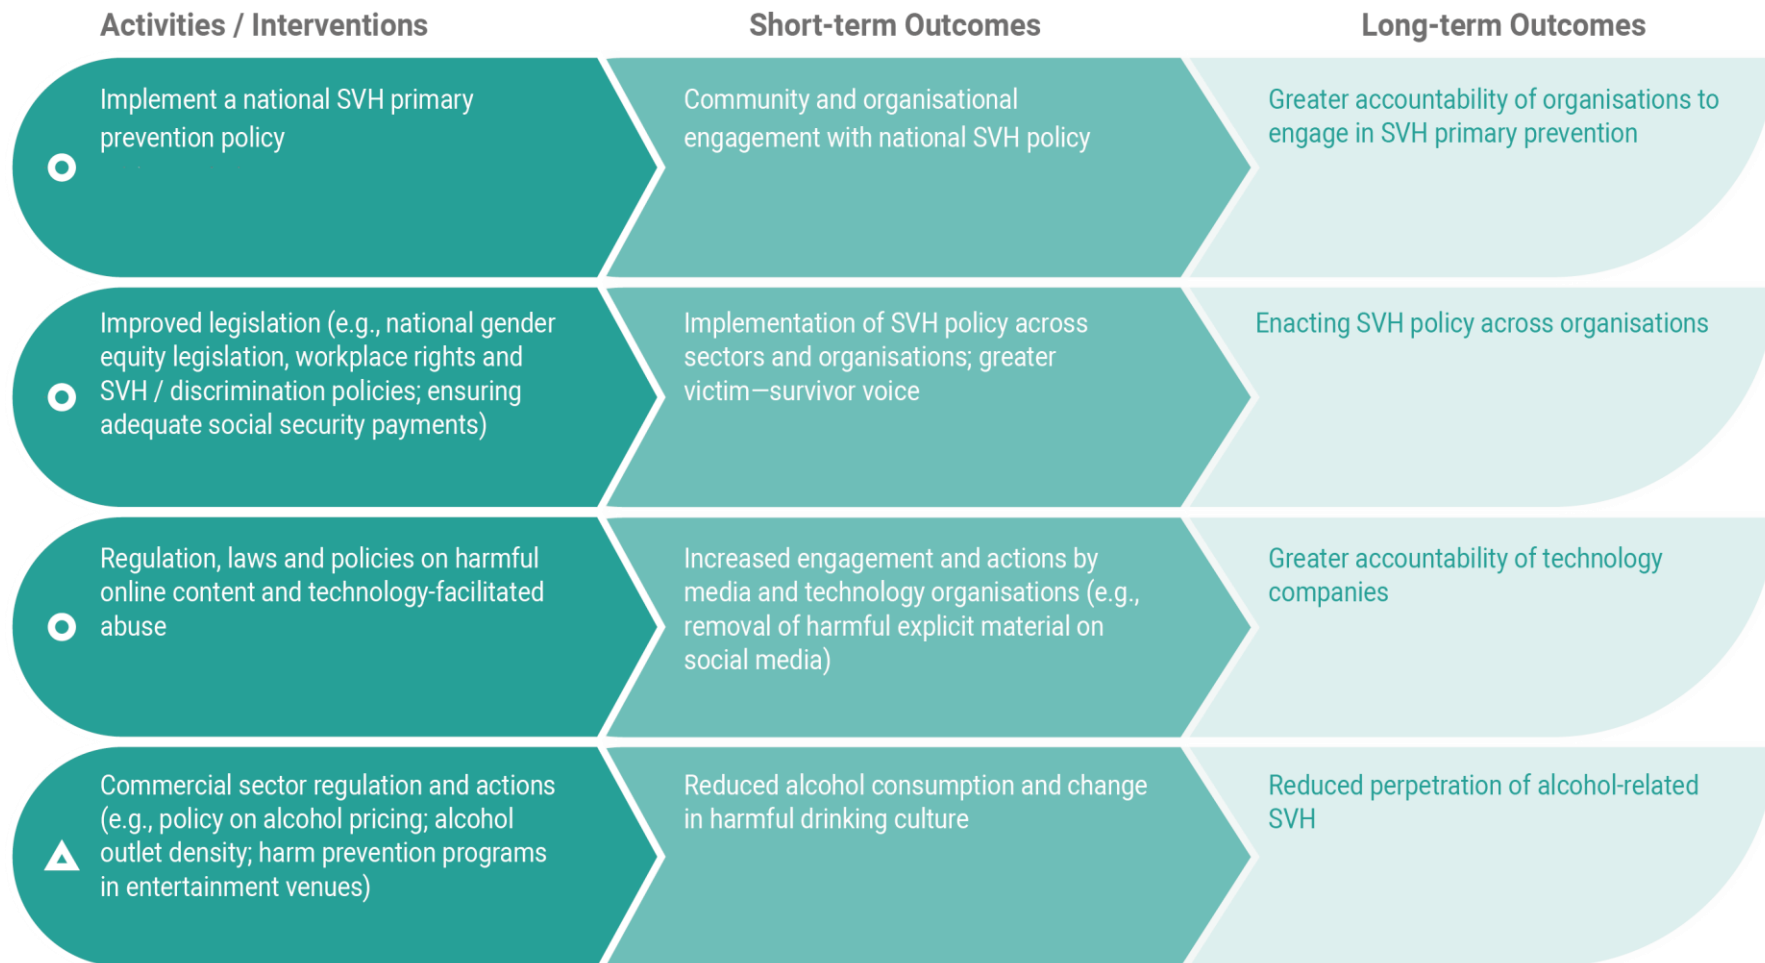 Activities / Interventions
Short-term Outcomes
Long-term Outcomes
Implement a national SVH primary
prevention policy
Community and organisational
engagement with national SVH policy
Greater accountability of organisations to
engage in SVH primary prevention
Improved legislation (e.g., national gender
equity legislation, workplace rights and
SVH / discrimination policies; ensuring
adequate social security payments)
Implementation of SVH policy across
sectors and organisations; greater
victim—survivor voice
Enacting SVH policy across organisations
Regulation, laws and policies on harmful
online content and technology-facilitated
abuse
Increased engagement and actions by
media and technology organisations (e.g.,
removal of harmful explicit material on
social media)
Greater accountability of technology
companies
Commercial sector regulation and actions
(e.g., policy on alcohol pricing; alcohol
outlet density; harm prevention programs
in entertainment venues)
Reduced alcohol consumption and change
in harmful drinking culture
Reduced perpetration of alcohol-related
SVH